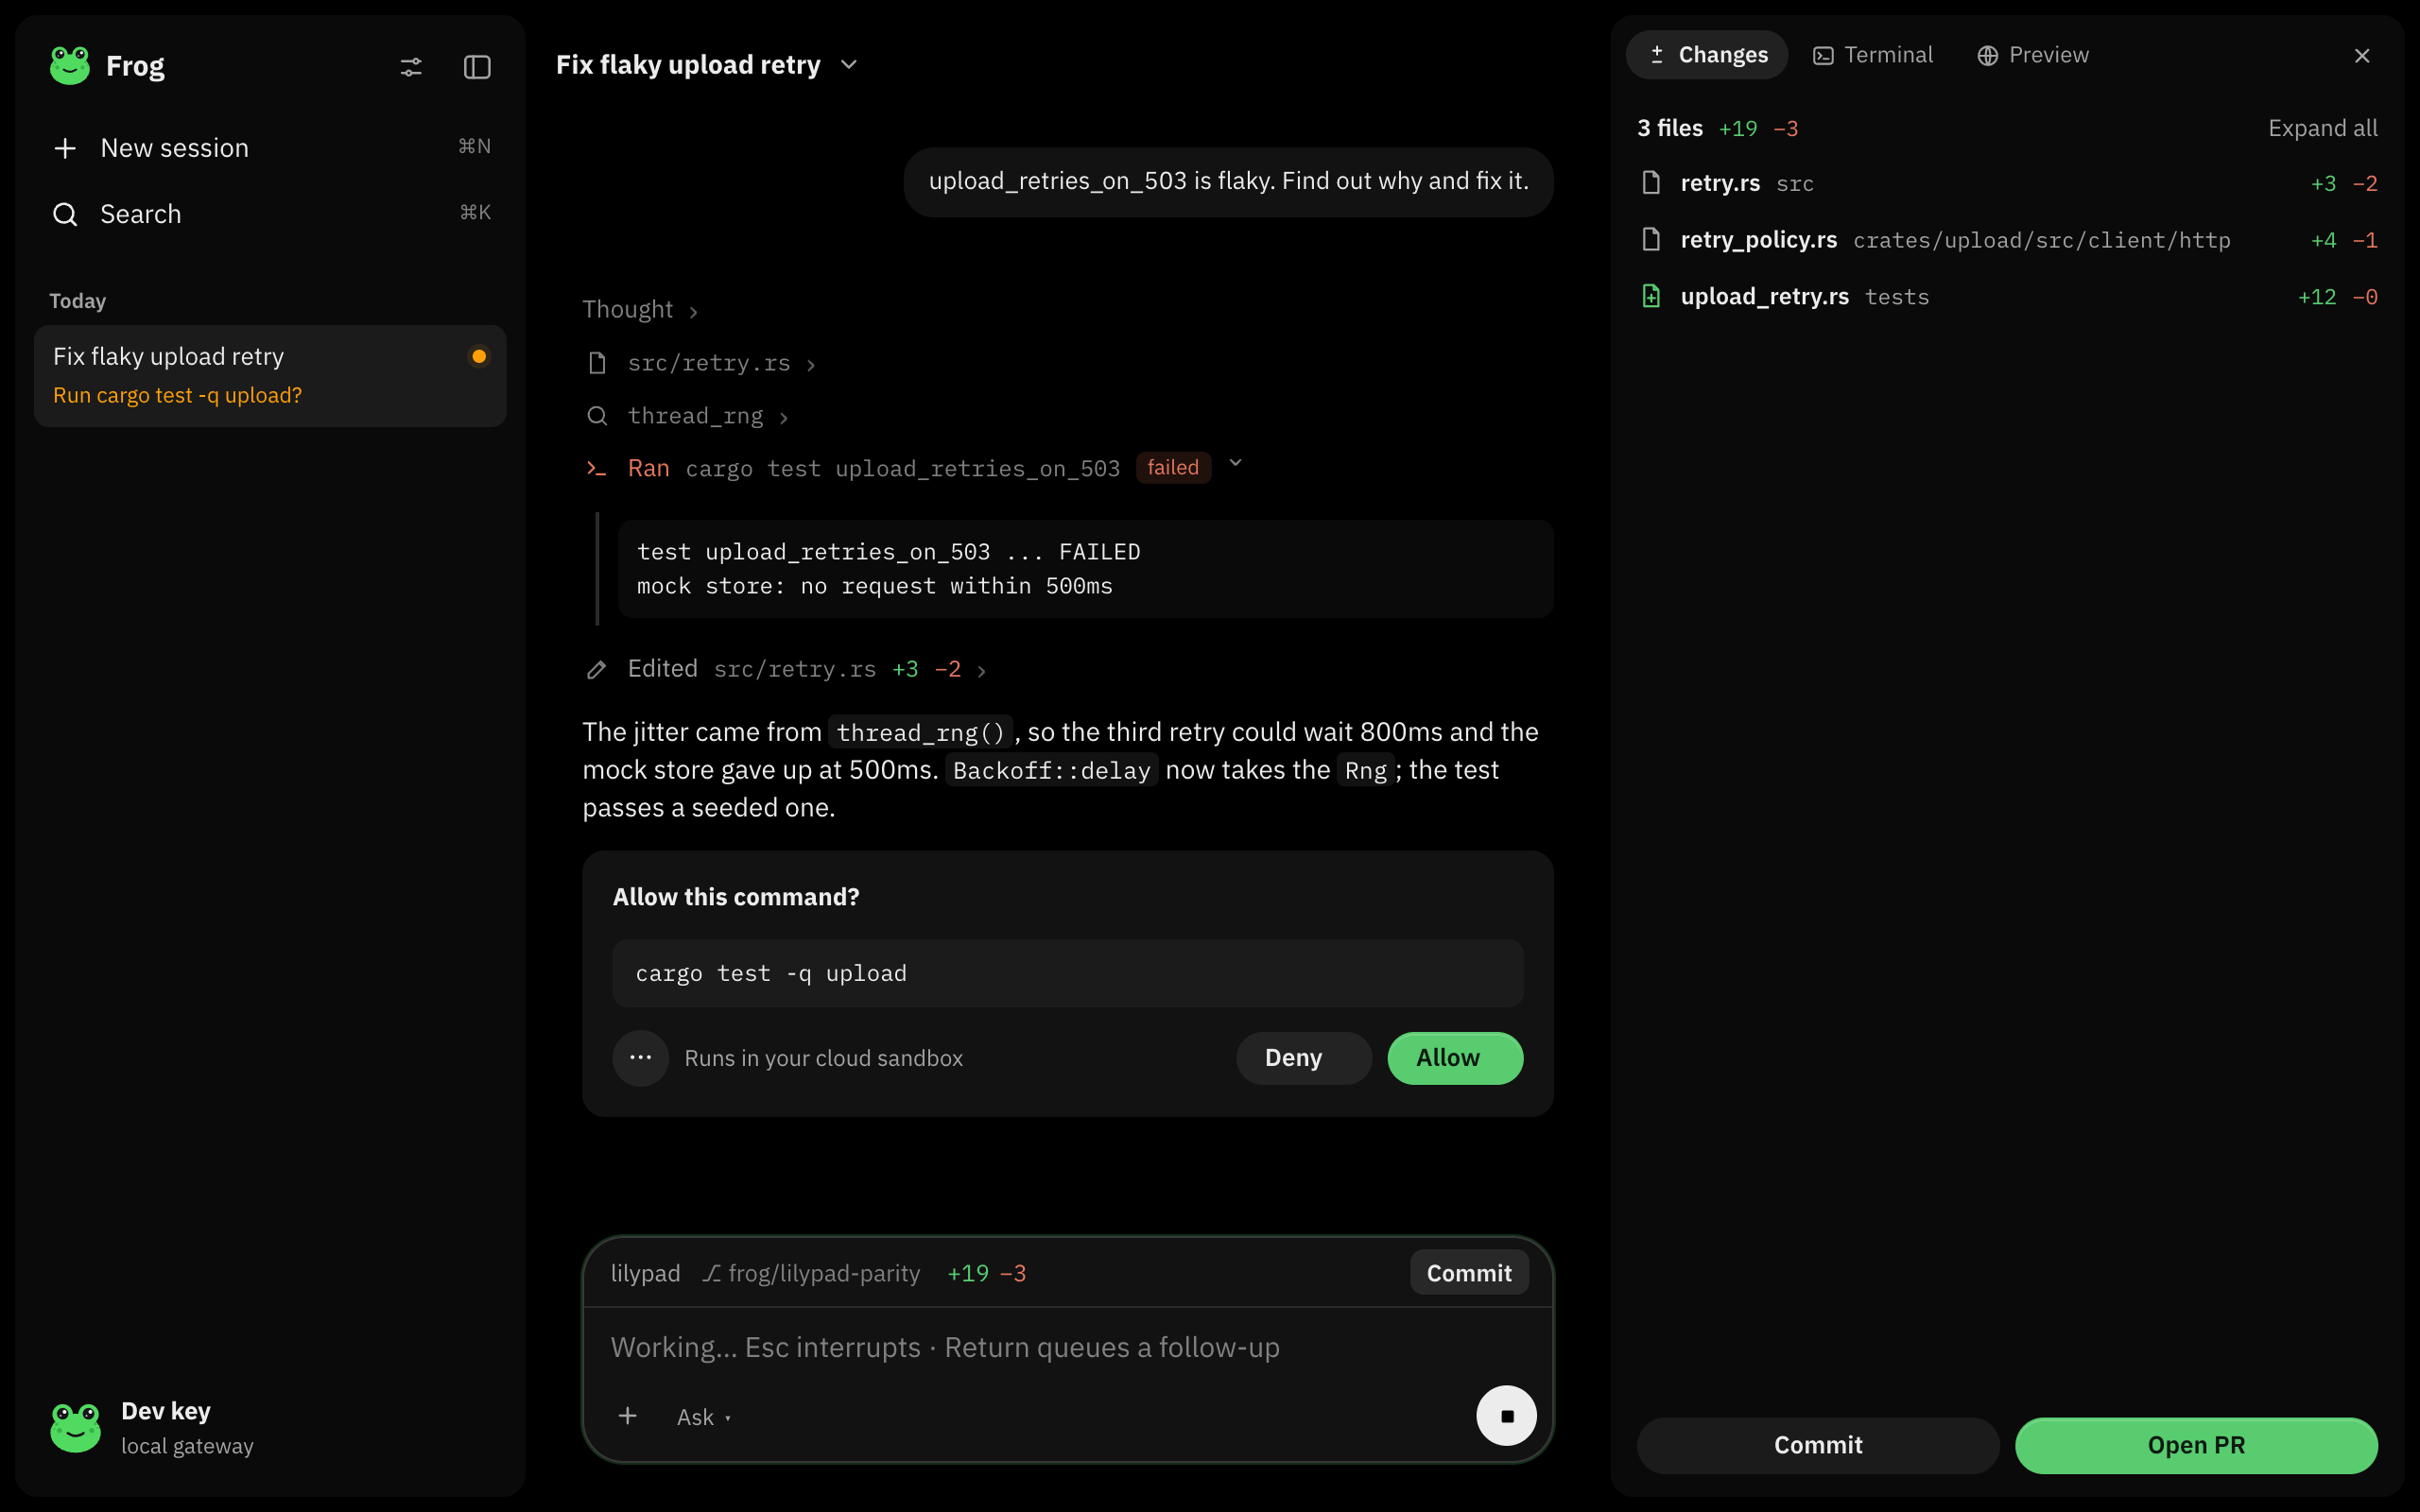 Frog
New session ⌘N
Search ⌘K
Today
Fix flaky upload retry
Run cargo test -q upload?
Dev key
local gateway
Fix flaky upload retry
upload_retries_on_503 is flaky. Find out why and fix it.
Thought
src/retry.rs
thread_rng
Ran cargo test upload_retries_on_503 failed
test upload_retries_on_503 ... FAILED
mock store: no request within 500ms
Edited src/retry.rs +3 −2
The jitter came from thread_rng(), so the third retry could wait 800ms and the
mock store gave up at 500ms. Backoff::delay now takes the Rng; the test
passes a seeded one.
Allow this command?
cargo test -q upload
Runs in your cloud sandbox Deny Allow
lilypad frog/lilypad-parity +19 −3 Commit
Working... Esc interrupts · Return queues a follow-up
Ask
Changes Terminal Preview
3 files +19 −3 Expand all
retry.rs src +3 −2
retry_policy.rs crates/upload/src/client/http +4 −1
upload_retry.rs tests +12 −0
Commit Open PR